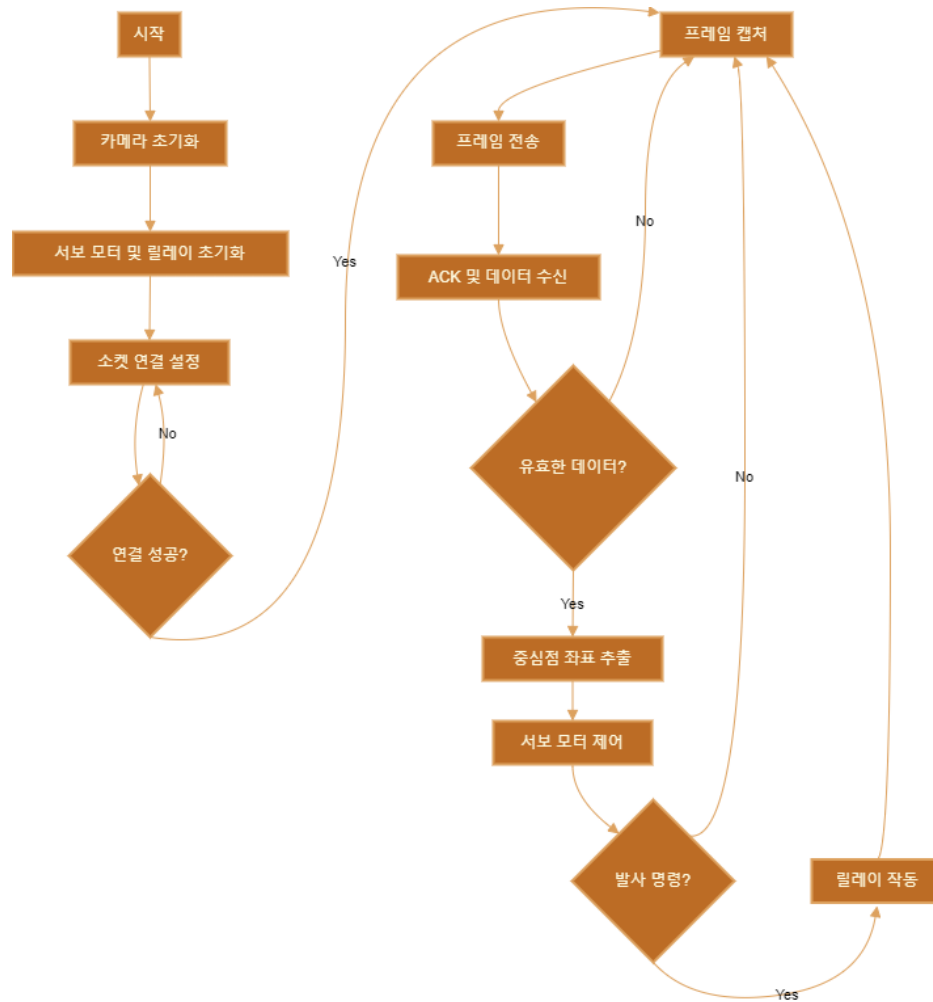 시작
카메라 초기화
서보 모터 및 릴레이 초기화
소켓 연결 설정
No
연결 성공?
Yes
프레임 캡처
프레임 전송
No
ACK 및 데이터 수신
유효한 데이터?
No
Yes
중심점 좌표 추출
서보 모터 제어
발사 명령?
릴레이 작동
Yes